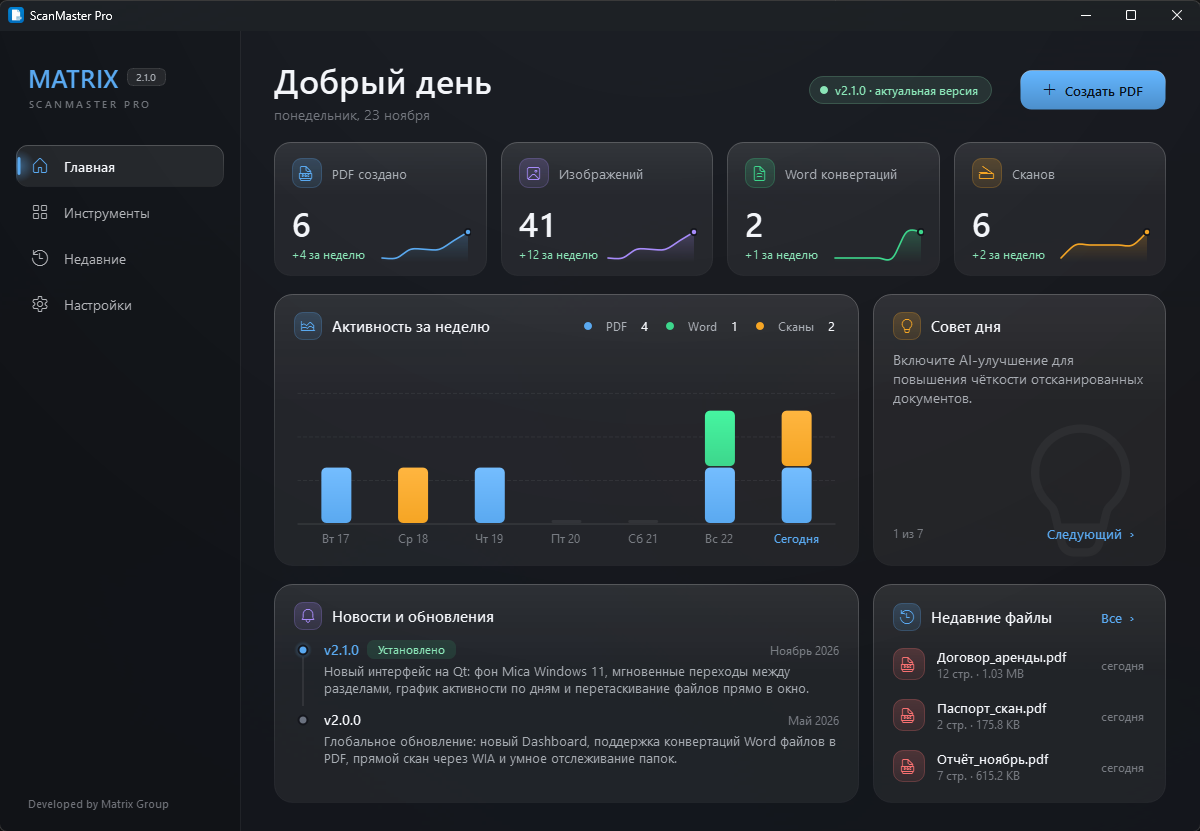 ScanMaster Pro
MATRIX 2.1.0
SCANMASTER PRO
Главная
Инструменты
Недавние
Настройки
Developed by Matrix Group
Добрый день
понедельник, 23 ноября
v2.1.0 · актуальная версия
+ Создать PDF
PDF создано
6
+4 за неделю
Изображений
41
+12 за неделю
Word конвертаций
2
+1 за неделю
Сканов
6
+2 за неделю
Активность за неделю
PDF 4 Word 1 Сканы 2
Вт 17 Ср 18 Чт 19 Пт 20 Сб 21 Вс 22 Сегодня
Совет дня
Включите AI-улучшение для
повышения чёткости отсканированных
документов.
1 из 7
Следующий ›
Новости и обновления
v2.1.0 Установлено Ноябрь 2026
Новый интерфейс на Qt: фон Mica Windows 11, мгновенные переходы между
разделами, график активности по дням и перетаскивание файлов прямо в окно.
v2.0.0 Май 2026
Глобальное обновление: новый Dashboard, поддержка конвертаций Word файлов в
PDF, прямой скан через WIA и умное отслеживание папок.
Недавние файлы Все ›
Договор_аренды.pdf
12 стр. · 1.03 MB
сегодня
Паспорт_скан.pdf
2 стр. · 175.8 KB
сегодня
Отчёт_ноябрь.pdf
7 стр. · 615.2 KB
сегодня